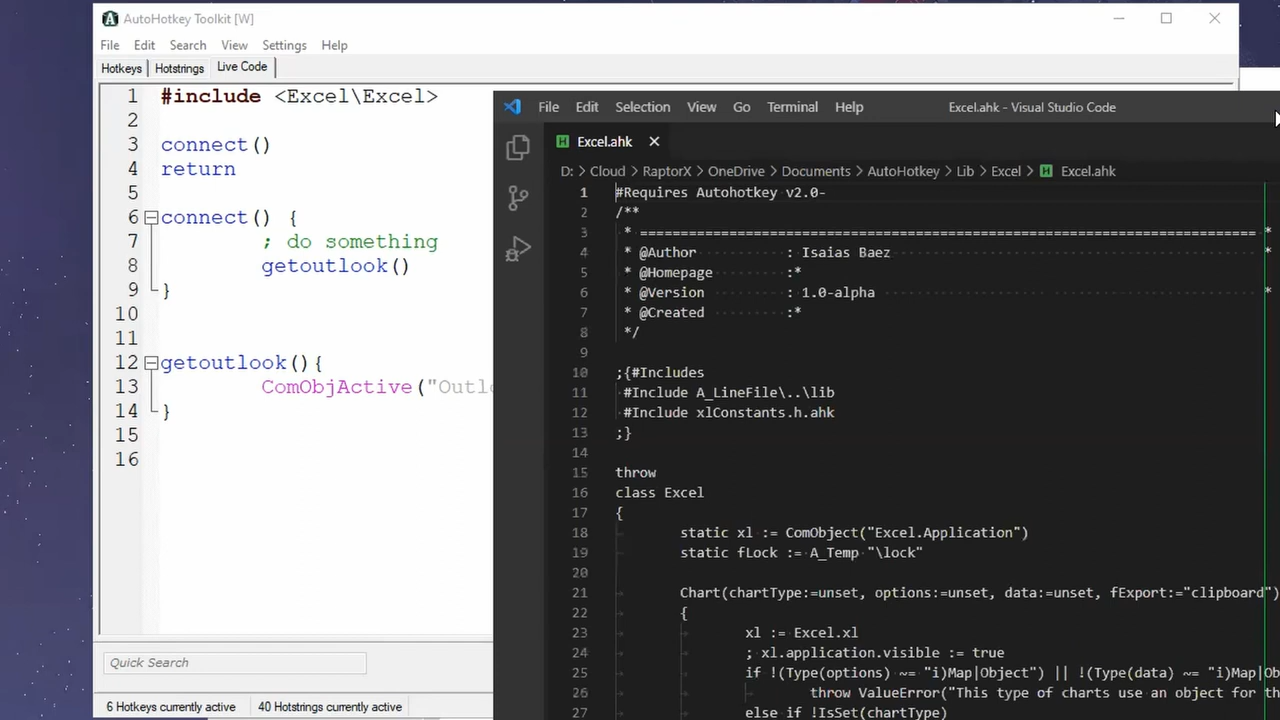 AutoHotkey Toolkit [W]
File Edit Search View Settings Help
Hotkeys Hotstrings Live Code
1 #include <Excel\Excel>
2
3 connect()
4 return
5
6 connect() {
7 ; do something
8 getoutlook()
9 }
10
11
12 getoutlook(){
13 ComObjActive("Outlo
14 }
15
16
Quick Search
6 Hotkeys currently active 40 Hotstrings currently active
File Edit Selection View Go Terminal Help Excel.ahk - Visual Studio Code
Excel.ahk
D: > Cloud > RaptorX > OneDrive > Documents > AutoHotkey > Lib > Excel > Excel.ahk
1 #Requires Autohotkey v2.0-
2 /**
3 * ============================================================================ *
4 * @Author : Isaias Baez *
5 * @Homepage :*
6 * @Version : 1.0-alpha *
7 * @Created :*
8 */
9
10 ;{#Includes
11 #Include A_LineFile\..\lib
12 #Include xlConstants.h.ahk
13 ;}
14
15 throw
16 class Excel
17 {
18 static xl := ComObject("Excel.Application")
19 static fLock := A_Temp "\lock"
20
21 Chart(chartType:=unset, options:=unset, data:=unset, fExport:="clipboard")
22 {
23 xl := Excel.xl
24 ; xl.application.visible := true
25 if !(Type(options) ~= "i)Map|Object") || !(Type(data) ~= "i)Map|Ob
26 throw ValueError("This type of charts use an object for th
27 else if !IsSet(chartType)